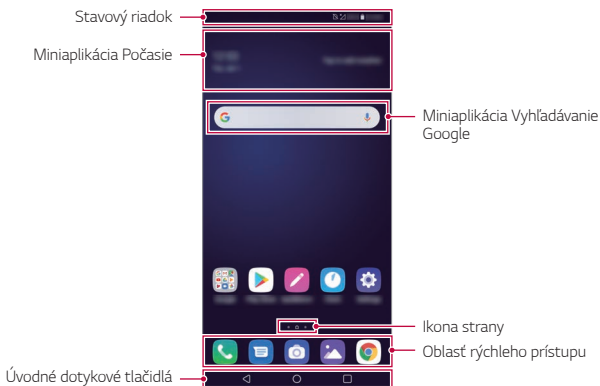 Stavový riadok
Miniaplikácia Počasie
Miniaplikácia Vyhľadávanie
Google
Ikona strany
Oblasť rýchleho prístupu
Úvodné dotykové tlačidlá